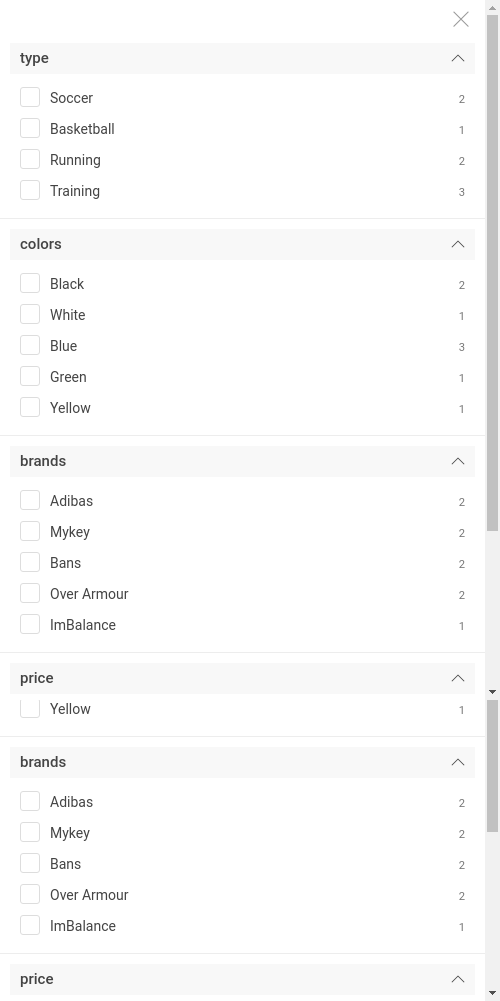 type
Soccer 2
Basketball 1
Running 2
Training 3
colors
Black 2
White 1
Blue 3
Green 1
Yellow 1
brands
Adibas 2
Mykey 2
Bans 2
Over Armour 2
ImBalance 1
price
Yellow 1
brands
Adibas 2
Mykey 2
Bans 2
Over Armour 2
ImBalance 1
price